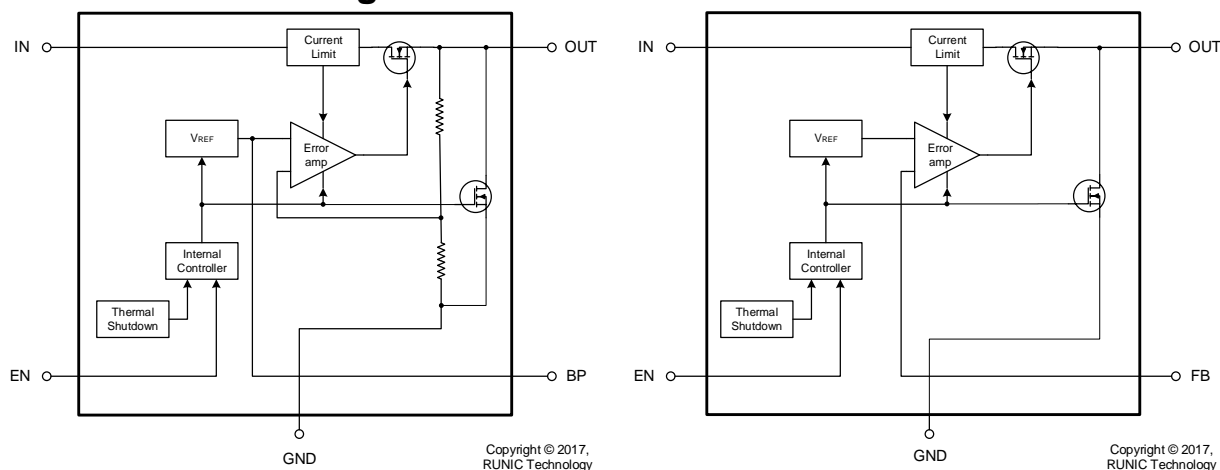 IN
Current
Limit
OUT
VREF
Error
amp
Internal
Controller
Thermal
Shutdown
EN
BP
GND
Copyright © 2017,
RUNIC Technology
IN
Current
Limit
OUT
VREF
Error
amp
Internal
Controller
Thermal
Shutdown
EN
FB
GND
Copyright © 2017,
RUNIC Technology